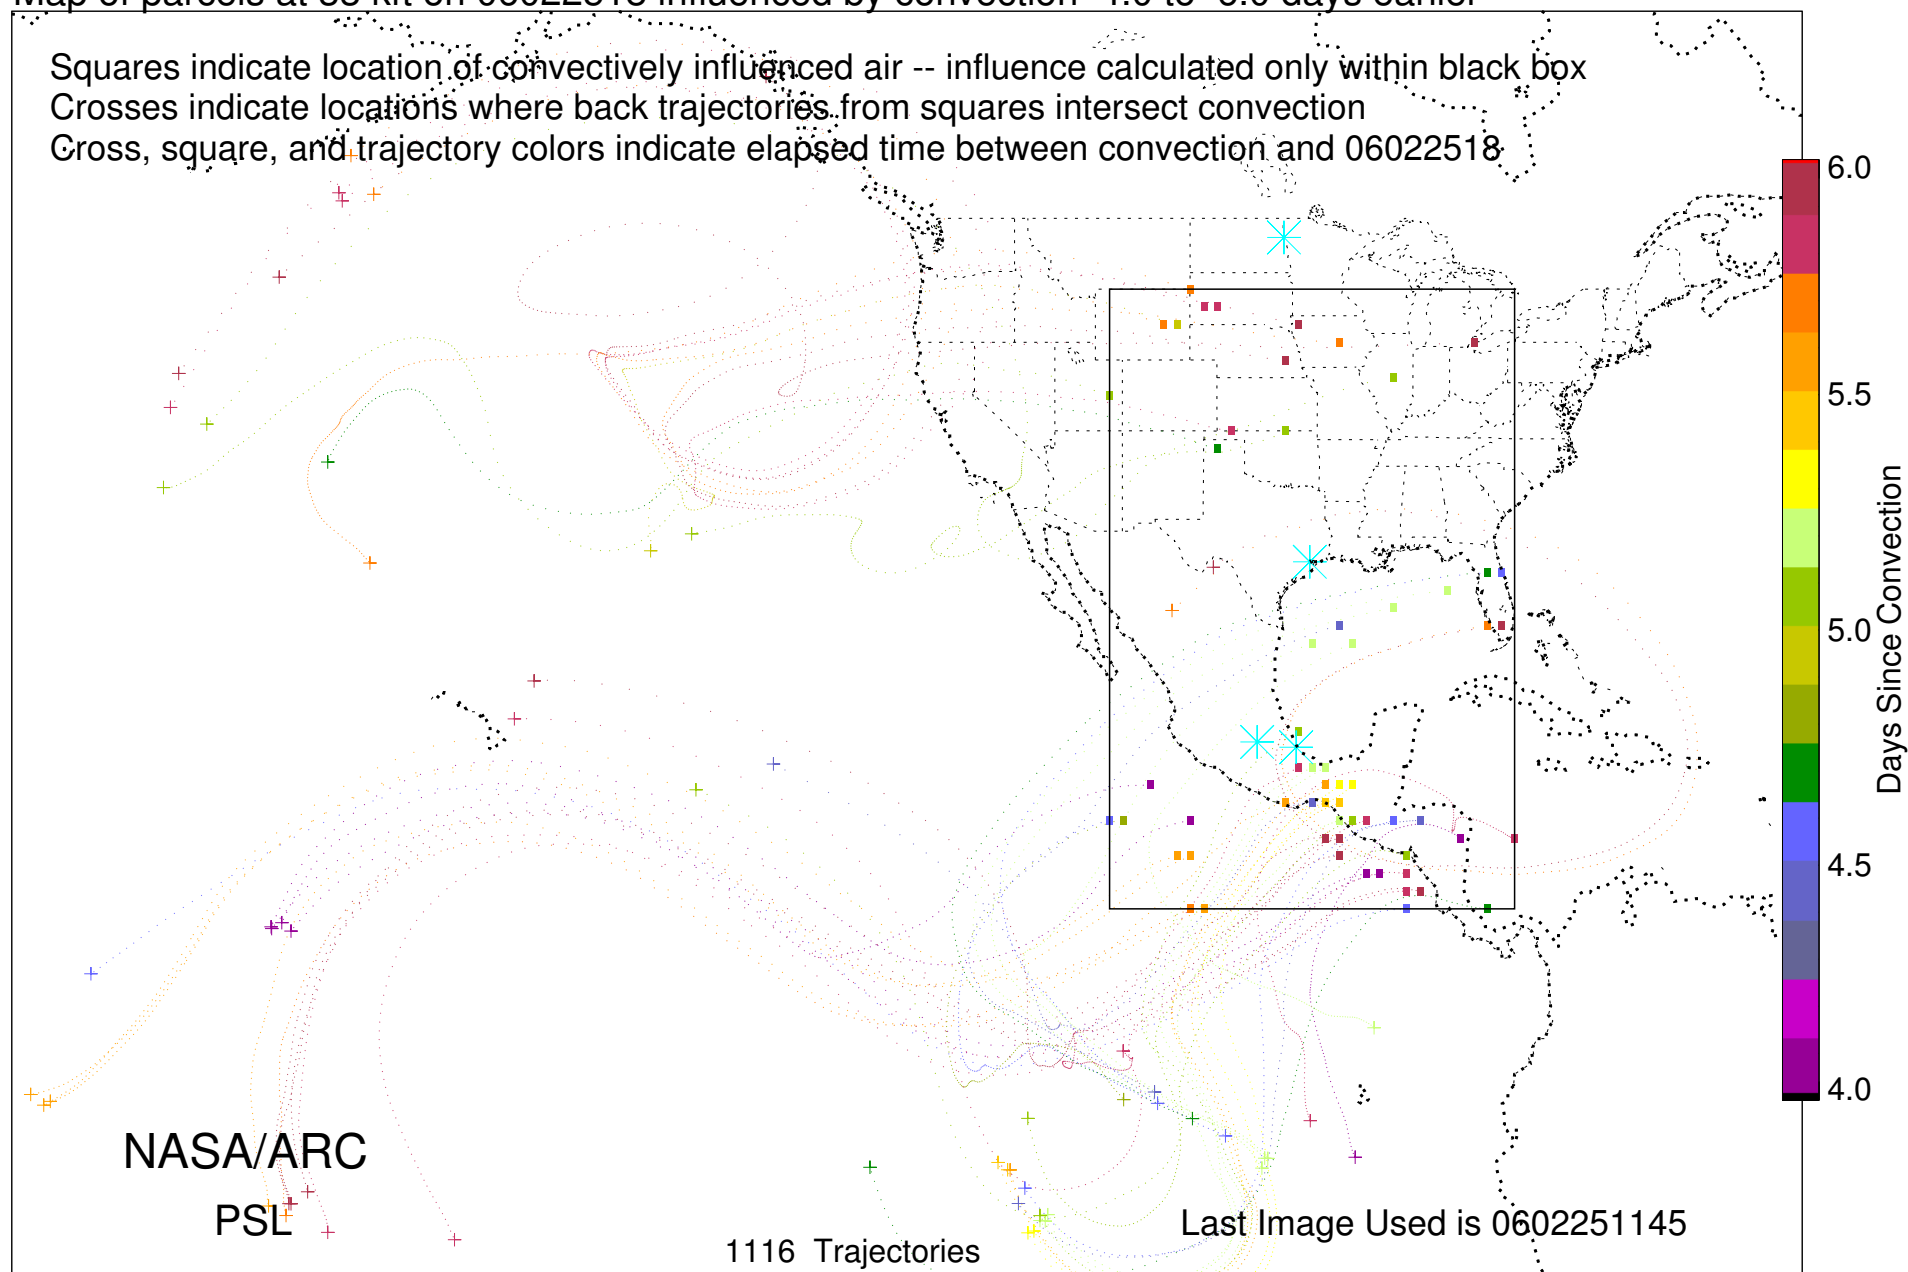 Squares indicate location of convectively influenced air -- influence calculated only within black box
Crosses indicate locations where back trajectories from squares intersect convection
Cross, square, and trajectory colors indicate elapsed time between convection and 06022518
6.0
5.5
5.0
4.5
4.0
Days Since Convection
NASA/ARC
PSL
Last Image Used is 0602251145
1116 Trajectories